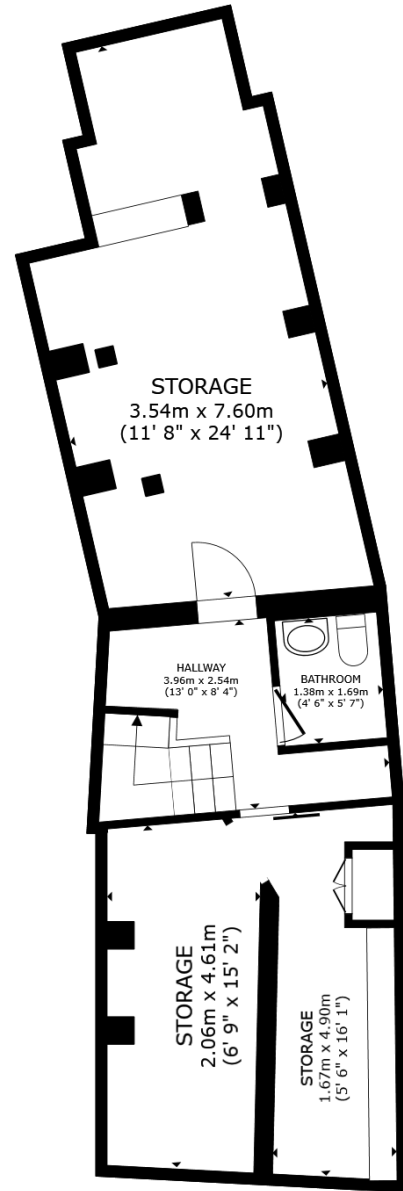 STORAGE
3.54m x 7.60m
(11' 8" x 24' 11")
HALLWAY
3.96m x 2.54m
(13' 0" x 8' 4")
BATHROOM
1.38m x 1.69m
(4' 6" x 5' 7")
STORAGE
2.06m x 4.61m
(6' 9" x 15' 2")
STORAGE
1.67m x 4.90m
(5' 6" x 16' 1")